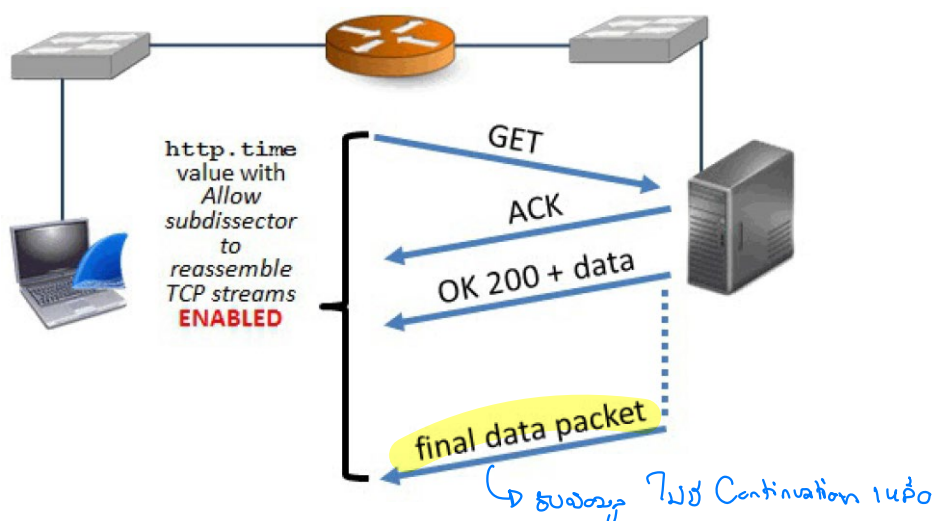 http.time
value with
Allow
subdissector
to
reassemble
TCP streams
ENABLED
GET
ACK
OK 200 + data
final data packet
Continuation